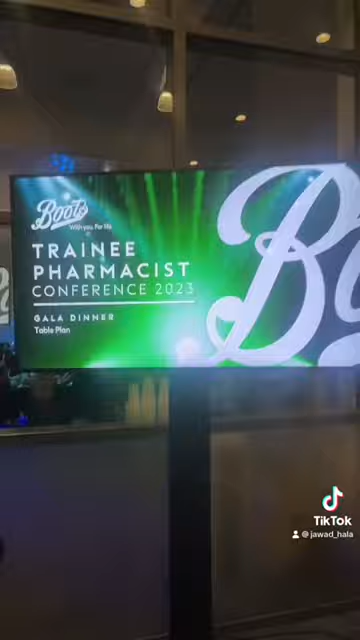 Boots
With you. For life.
TRAINEE
PHARMACIST
CONFERENCE 2023
GALA DINNER
Table Plan
B
TikTok
@jawad_hala